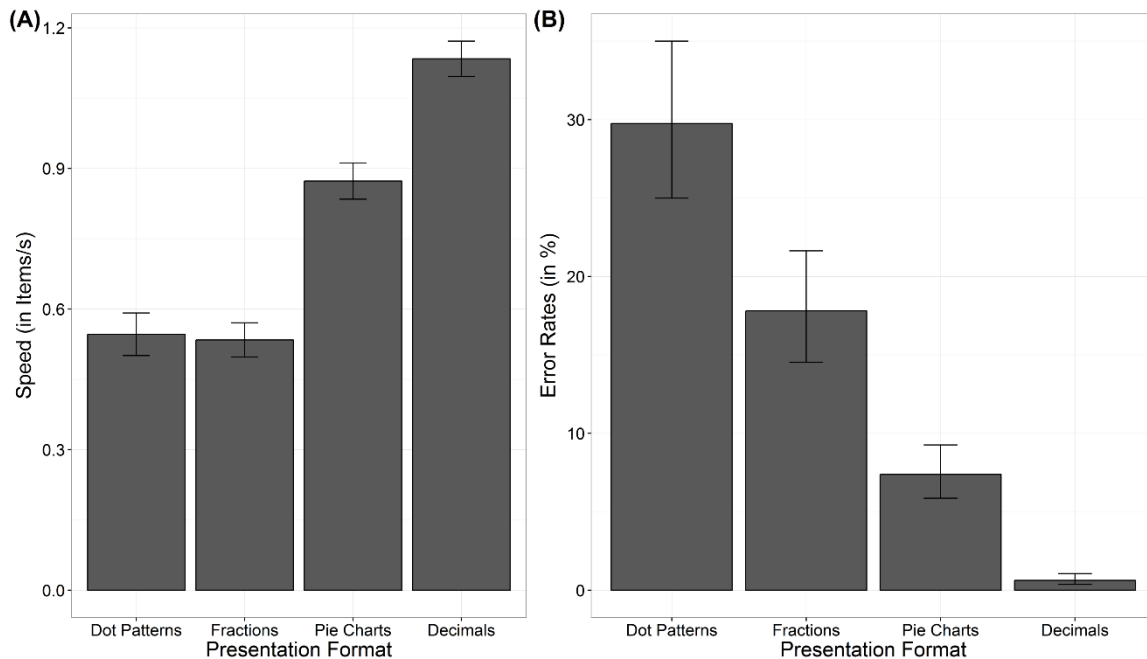 (A)
1.2
0.9
0.6
0.3
0.0
Speed (in Items/s)
Dot Patterns Fractions Pie Charts Decimals
Presentation Format
(B)
30
20
10
0
Error Rates (in %)
Dot Patterns Fractions Pie Charts Decimals
Presentation Format